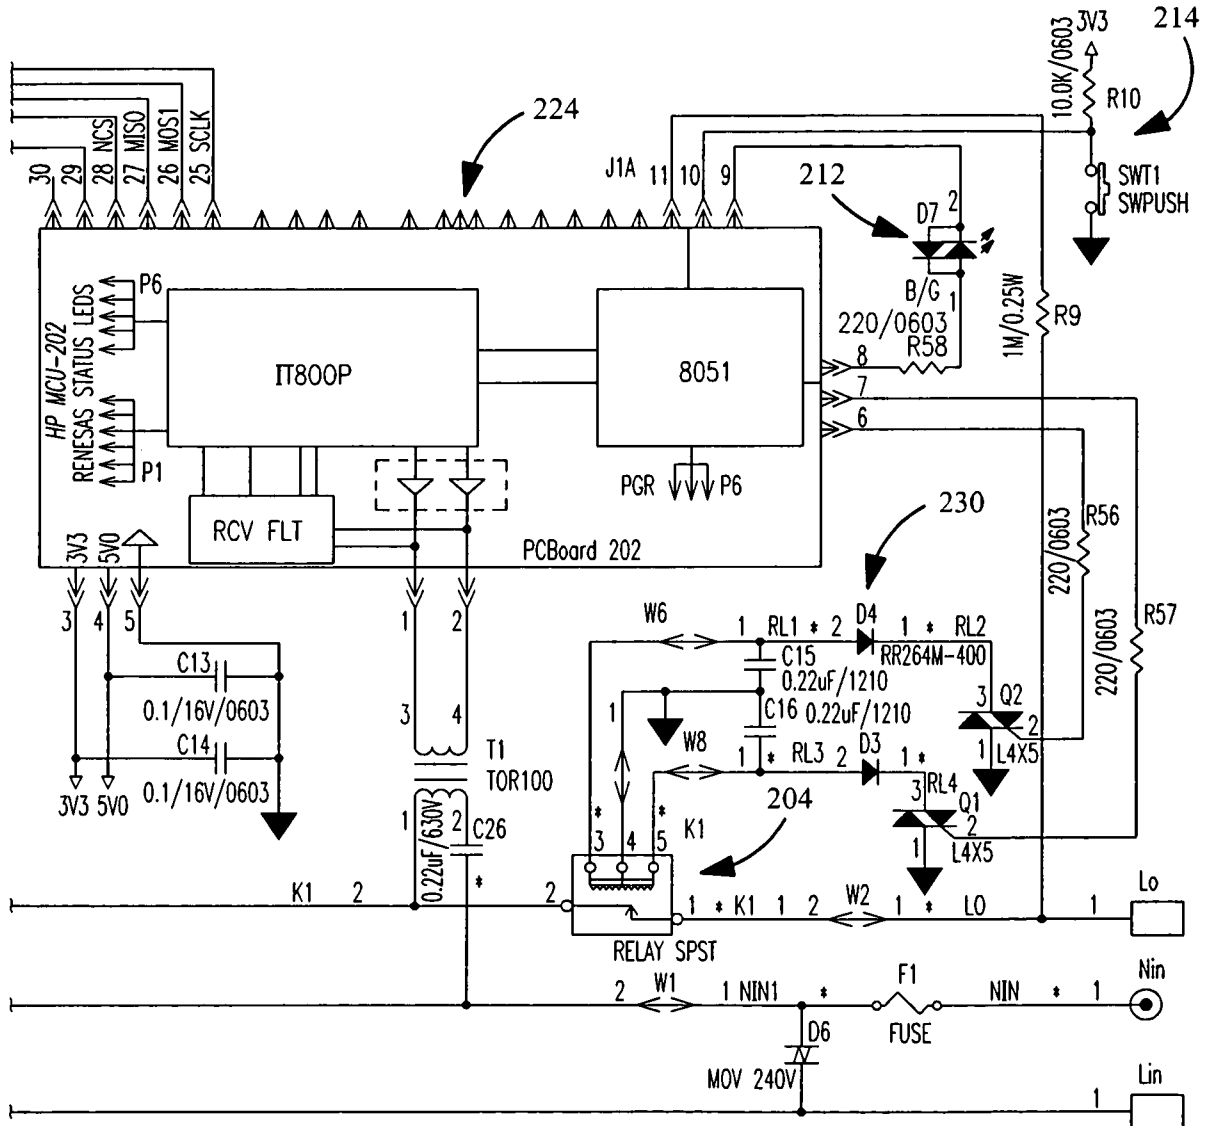 214
3V3
10.0K/0603
R10
SWT1
SWPUSH
224
30
29
28 NCS
27 MISO
26 MOS1
25 SCLK
J1A
11
10
9
212
D7
2
B/G
1
220/0603
R58
1M/0.25W
R9
HP MCU-202
RENESAS STATUS LEDS
P6
P1
IT800P
8051
8
7
6
PGR
P6
RCV FLT
PCBoard 202
3V3
5V0
3
4
5
1
2
230
R56
220/0603
R57
220/0603
C13
0.1/16V/0603
C14
0.1/16V/0603
3V3
5V0
3
4
T1
TOR100
1
2
0.22uF/630V
C26
*
W6
1
RL1
*
2
D4
1
*
RL2
RR264M-400
C15
0.22uF/1210
C16
0.22uF/1210
1
W8
1
*
RL3
2
D3
1
*
RL4
3
Q2
2
1
L4X5
3
Q1
2
1
L4X5
204
*
3
4
*
5
K1
K1
2
2
1
*
K1
1
2
W2
1
*
LO
1
Lo
RELAY SPST
2
W1
1
NIN1
*
F1
FUSE
NIN
*
1
Nin
D6
MOV 240V
1
Lin